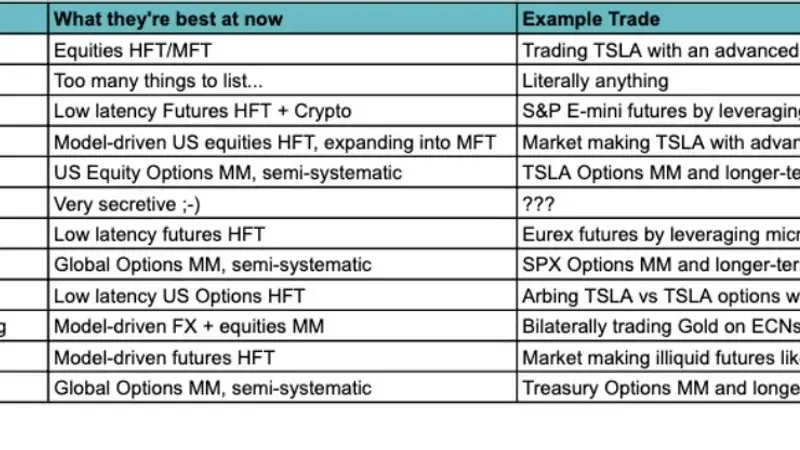 What they're best at now Example Trade
Equities HFT/MFT Trading TSLA with an advanced
Too many things to list... Literally anything
Low latency Futures HFT + Crypto S&P E-mini futures by leveraging
Model-driven US equities HFT, expanding into MFT Market making TSLA with advan
US Equity Options MM, semi-systematic TSLA Options MM and longer-te
Very secretive ;-) ???
Low latency futures HFT Eurex futures by leveraging micr
Global Options MM, semi-systematic SPX Options MM and longer-ter
Low latency US Options HFT Arbing TSLA vs TSLA options w
g Model-driven FX + equities MM Bilaterally trading Gold on ECNs
Model-driven futures HFT Market making illiquid futures lik
Global Options MM, semi-systematic Treasury Options MM and longe